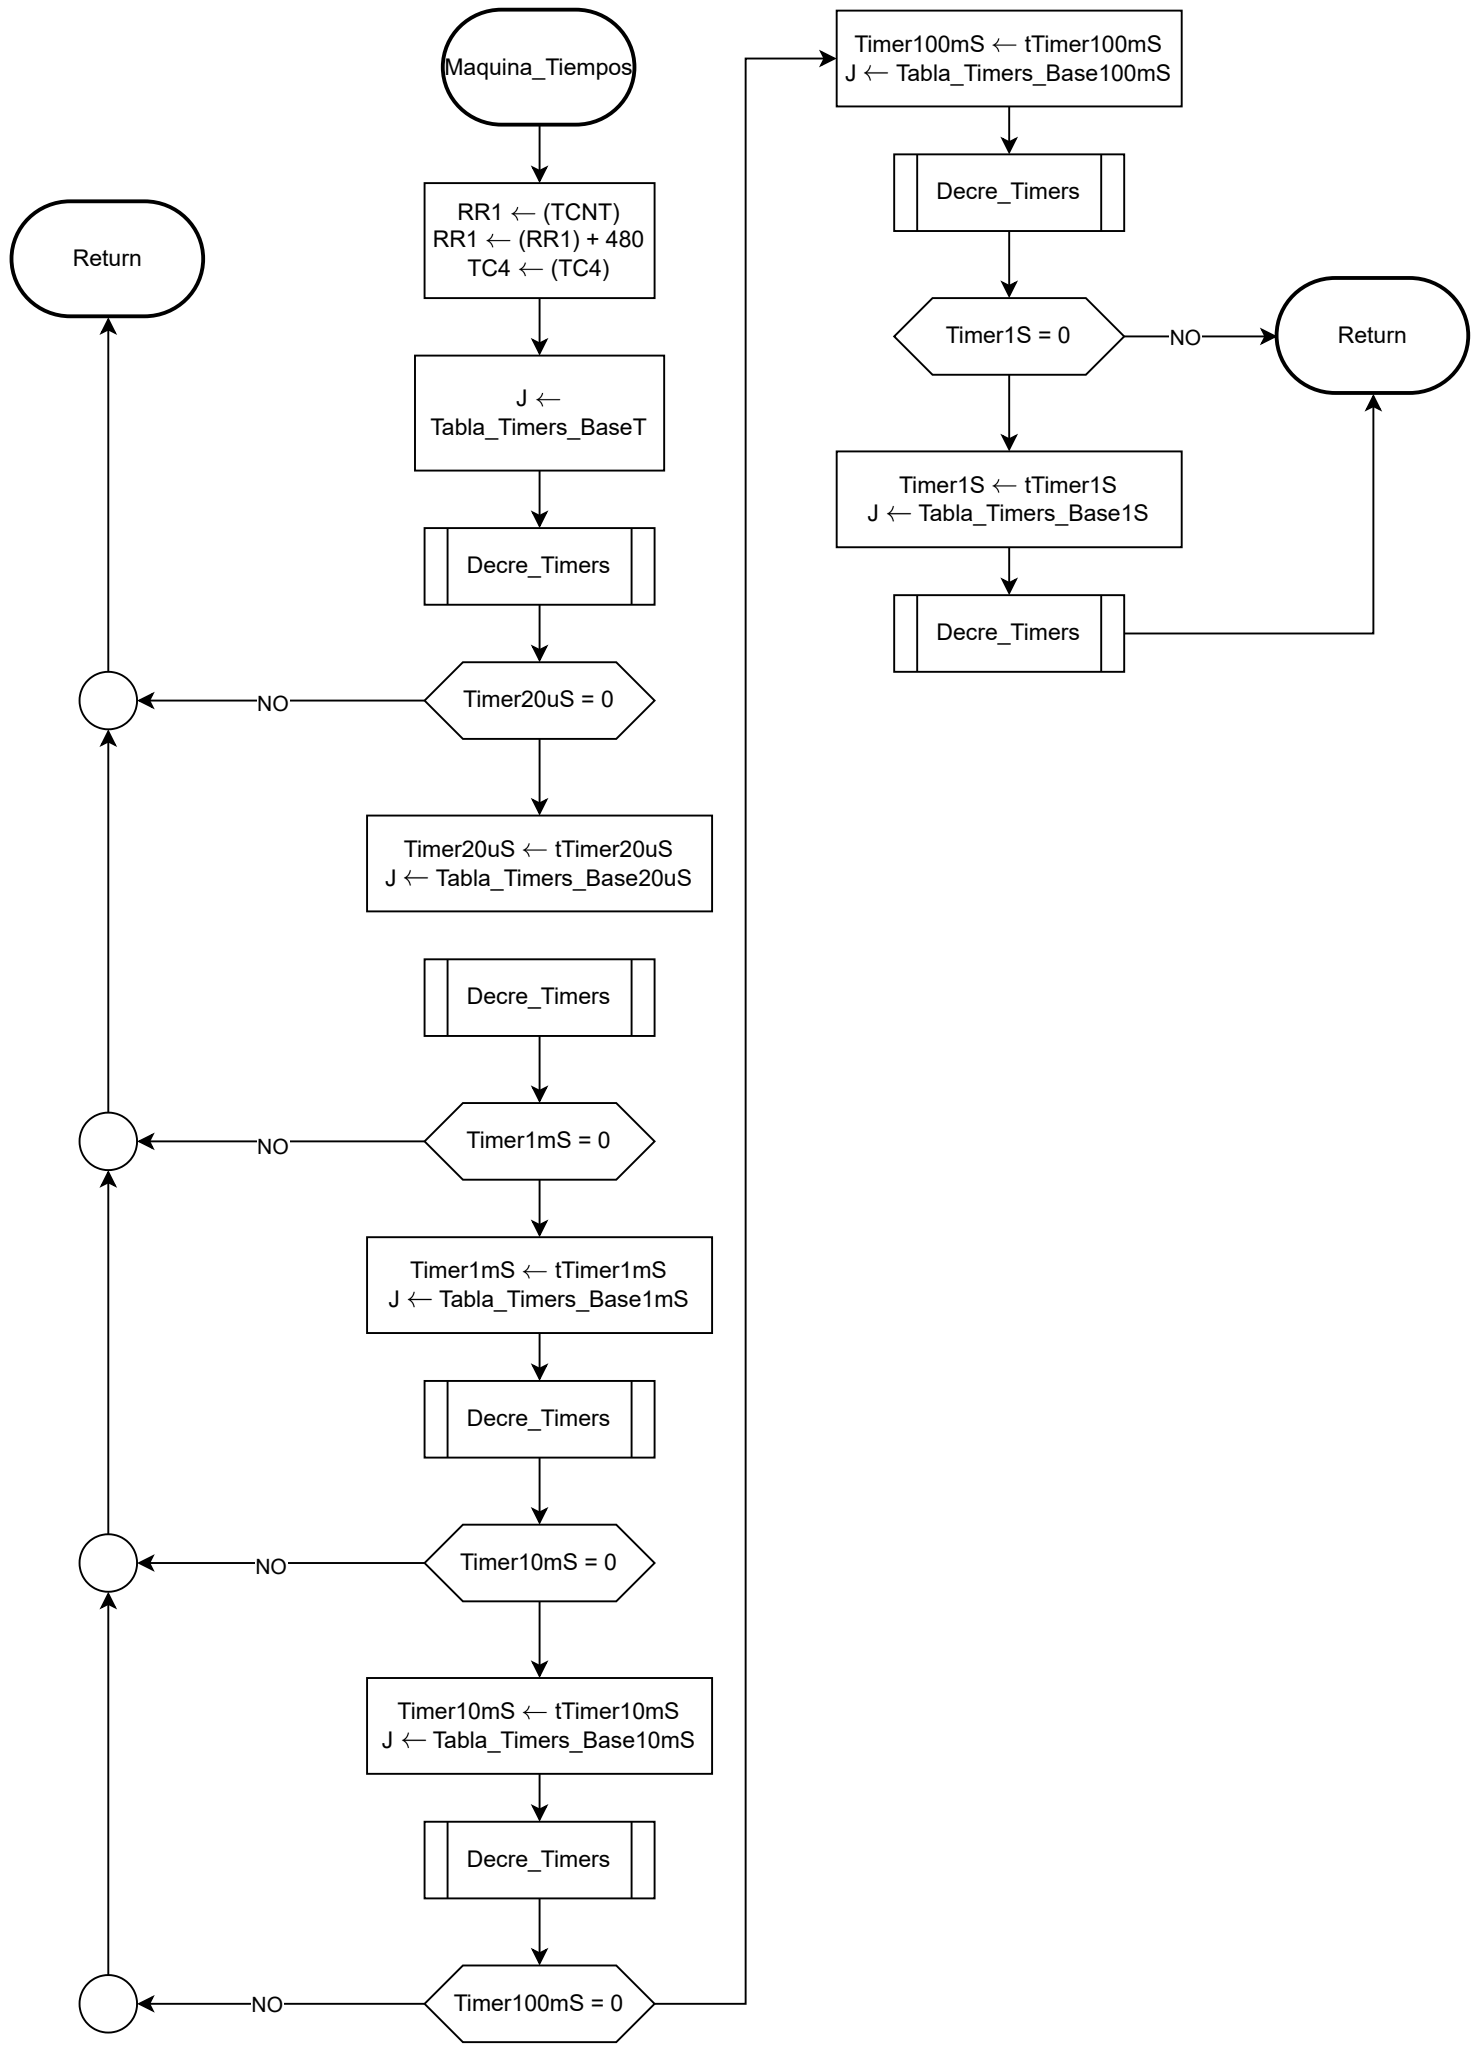 Maquina_Tiempos
RR1 ← (TCNT)
RR1 ← (RR1) + 480
TC4 ← (TC4)
J ←
Tabla_Timers_BaseT
Decre_Timers
Timer20uS = 0
NO
Return
Timer20uS ← tTimer20uS
J ← Tabla_Timers_Base20uS
Decre_Timers
Timer1mS = 0
NO
Timer1mS ← tTimer1mS
J ← Tabla_Timers_Base1mS
Decre_Timers
Timer10mS = 0
NO
Timer10mS ← tTimer10mS
J ← Tabla_Timers_Base10mS
Decre_Timers
Timer100mS = 0
NO
Timer100mS ← tTimer100mS
J ← Tabla_Timers_Base100mS
Decre_Timers
Timer1S = 0
NO
Return
Timer1S ← tTimer1S
J ← Tabla_Timers_Base1S
Decre_Timers